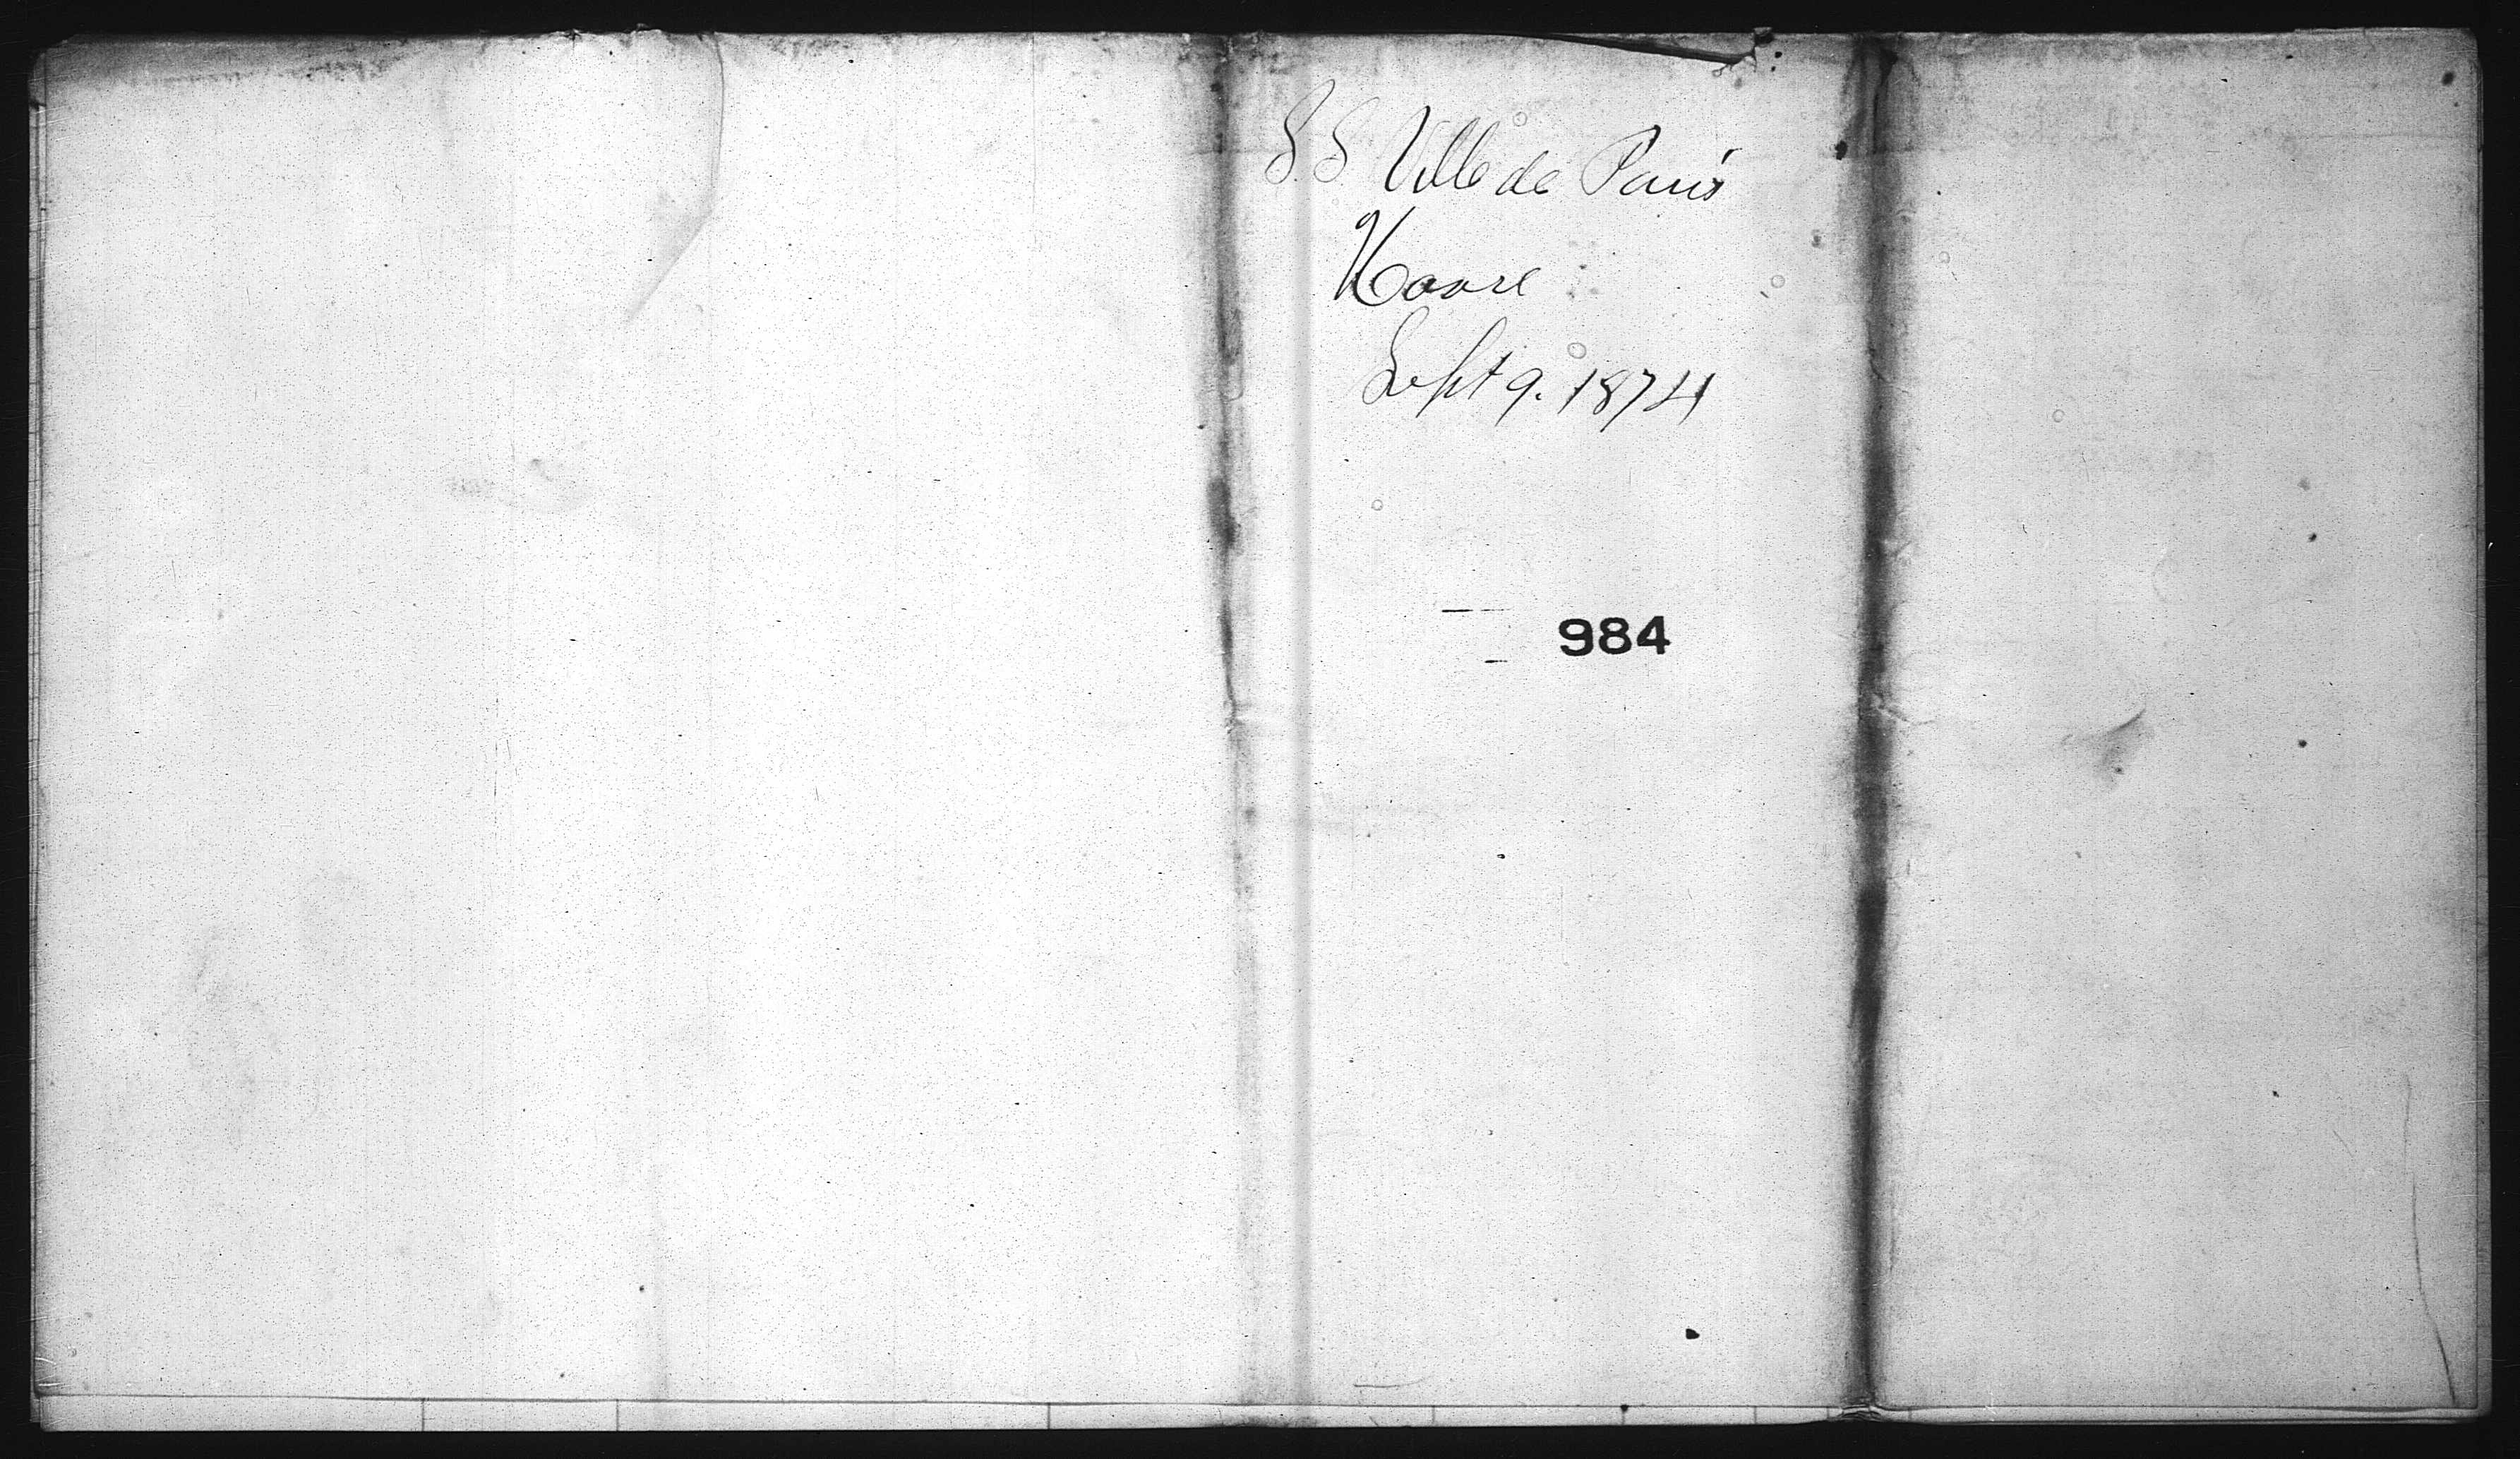 S.S. Ville de Paris
Havre
Sept 9. 1874
984